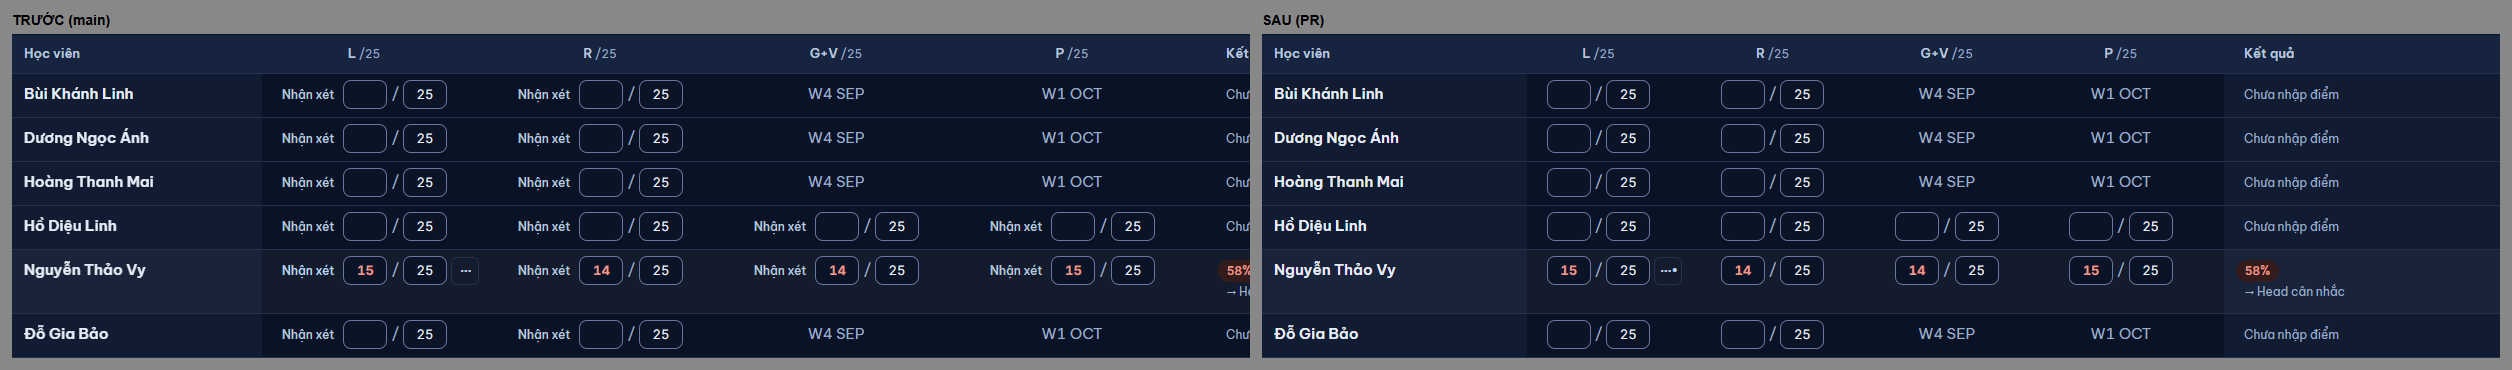 TRƯỚC (main)
Học viên L /25 R /25 G+V /25 P /25 Kết
Bùi Khánh Linh Nhận xét / 25 Nhận xét / 25 W4 SEP W1 OCT Chư
Dương Ngọc Ánh Nhận xét / 25 Nhận xét / 25 W4 SEP W1 OCT Chư
Hoàng Thanh Mai Nhận xét / 25 Nhận xét / 25 W4 SEP W1 OCT Chư
Hồ Diệu Linh Nhận xét / 25 Nhận xét / 25 Nhận xét / 25 Nhận xét / 25 Chư
Nguyễn Thảo Vy Nhận xét 15 / 25 ... Nhận xét 14 / 25 Nhận xét 14 / 25 Nhận xét 15 / 25 58%
→ He
Đỗ Gia Bảo Nhận xét / 25 Nhận xét / 25 W4 SEP W1 OCT Chư
SAU (PR)
Học viên L /25 R /25 G+V /25 P /25 Kết quả
Bùi Khánh Linh / 25 / 25 W4 SEP W1 OCT Chưa nhập điểm
Dương Ngọc Ánh / 25 / 25 W4 SEP W1 OCT Chưa nhập điểm
Hoàng Thanh Mai / 25 / 25 W4 SEP W1 OCT Chưa nhập điểm
Hồ Diệu Linh / 25 / 25 / 25 / 25 Chưa nhập điểm
Nguyễn Thảo Vy 15 / 25 ...• 14 / 25 14 / 25 15 / 25 58%
→ Head cân nhắc
Đỗ Gia Bảo / 25 / 25 W4 SEP W1 OCT Chưa nhập điểm